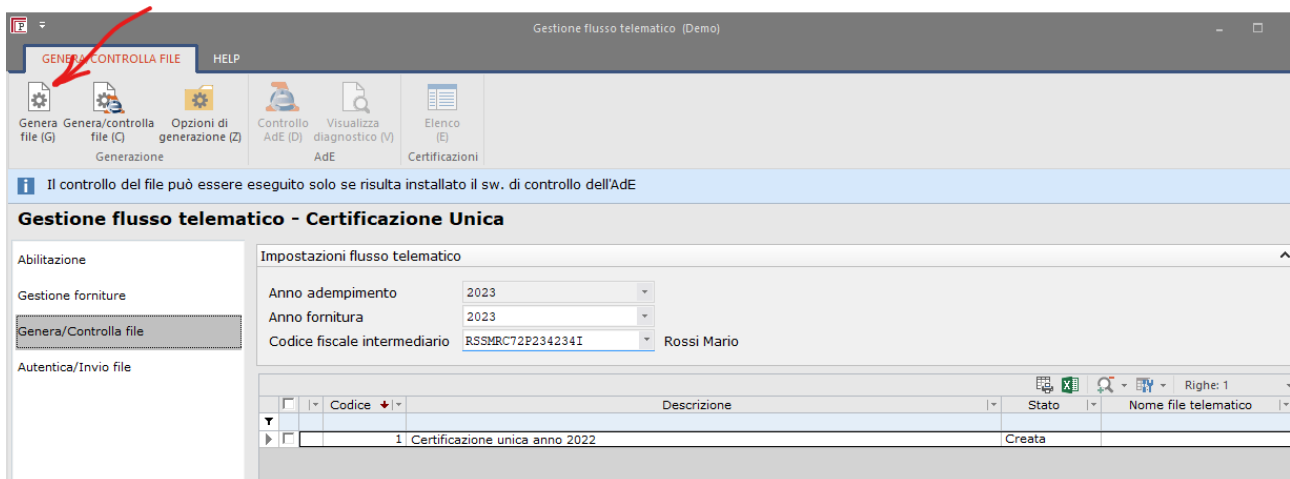 Gestione flusso telematico (Demo)
GENERA/CONTROLLA FILE HELP
Genera file (G)
Genera/controlla file (C)
Opzioni di generazione (Z)
Controllo AdE (D)
Visualizza diagnostico (V)
Elenco (E)
Generazione AdE Certificazioni
Il controllo del file può essere eseguito solo se risulta installato il sw. di controllo dell'AdE
Gestione flusso telematico - Certificazione Unica
Abilitazione
Gestione forniture
Genera/Controlla file
Autentica/Invio file
Impostazioni flusso telematico
Anno adempimento 2023
Anno fornitura 2023
Codice fiscale intermediario RSSMRC72P234234I Rossi Mario
Righe: 1
Codice Descrizione Stato Nome file telematico
1 Certificazione unica anno 2022 Creata